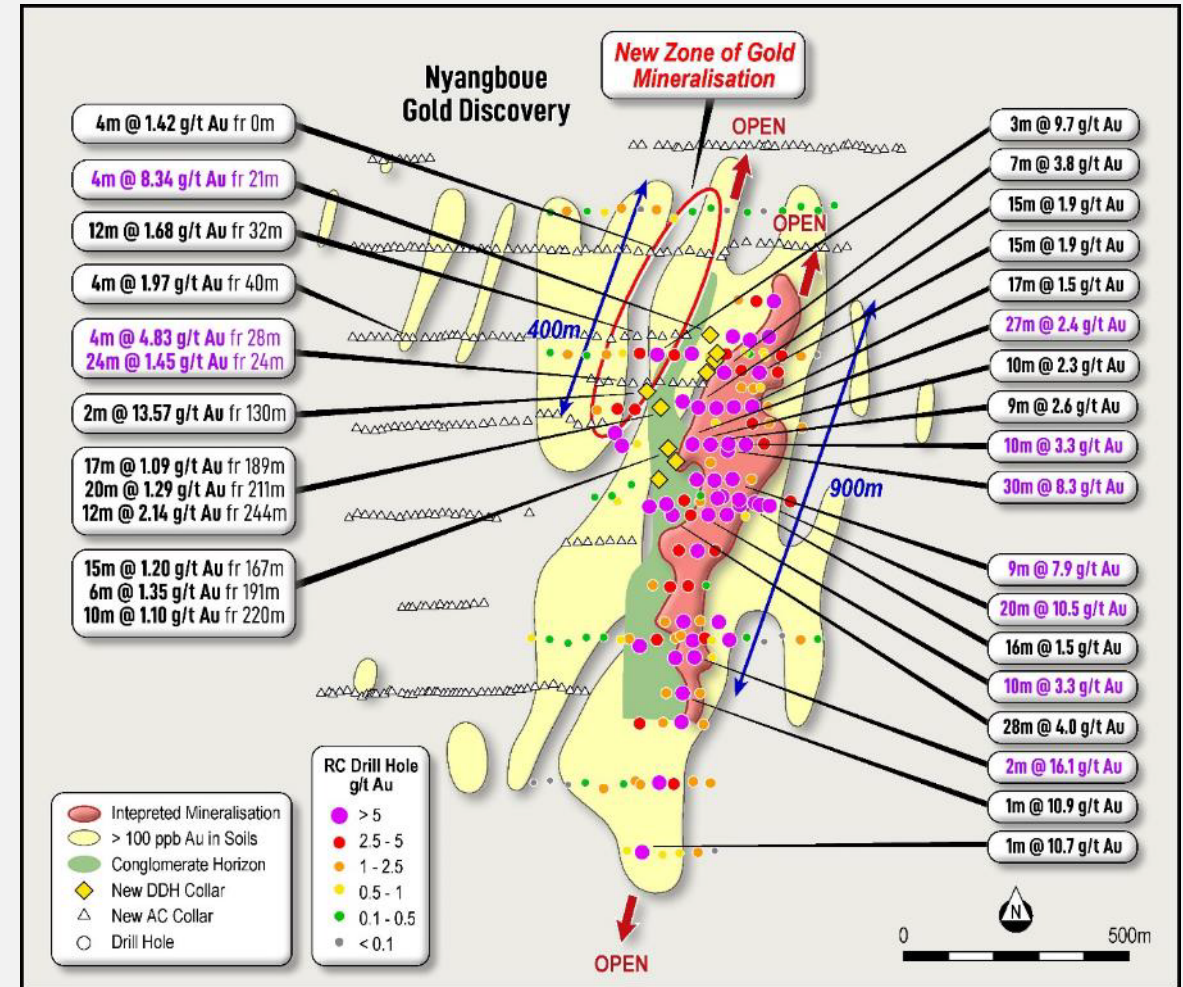 Nyangboue
Gold Discovery
New Zone of Gold
Mineralisation
OPEN
OPEN
4m @ 1.42 g/t Au fr 0m
4m @ 8.34 g/t Au fr 21m
12m @ 1.68 g/t Au fr 32m
4m @ 1.97 g/t Au fr 40m
4m @ 4.83 g/t Au fr 28m
24m @ 1.45 g/t Au fr 24m
2m @ 13.57 g/t Au fr 130m
17m @ 1.09 g/t Au fr 189m
20m @ 1.29 g/t Au fr 211m
12m @ 2.14 g/t Au fr 244m
15m @ 1.20 g/t Au fr 167m
6m @ 1.35 g/t Au fr 191m
10m @ 1.10 g/t Au fr 220m
400m
900m
3m @ 9.7 g/t Au
7m @ 3.8 g/t Au
15m @ 1.9 g/t Au
15m @ 1.9 g/t Au
17m @ 1.5 g/t Au
27m @ 2.4 g/t Au
10m @ 2.3 g/t Au
9m @ 2.6 g/t Au
10m @ 3.3 g/t Au
30m @ 8.3 g/t Au
9m @ 7.9 g/t Au
20m @ 10.5 g/t Au
16m @ 1.5 g/t Au
10m @ 3.3 g/t Au
28m @ 4.0 g/t Au
2m @ 16.1 g/t Au
1m @ 10.9 g/t Au
1m @ 10.7 g/t Au
Intepreted Mineralisation
> 100 ppb Au in Soils
Conglomerate Horizon
New DDH Collar
New AC Collar
Drill Hole
RC Drill Hole
g/t Au
> 5
2.5 - 5
1 - 2.5
0.5 - 1
0.1 - 0.5
< 0.1
OPEN
N
0 500m